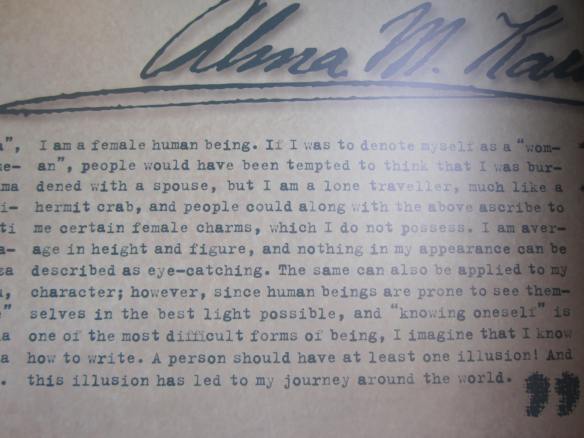 Alma M. Ka
", I am a female human being. If I was to denote myself as a "wom-
e- an", people would have been tempted to think that I was bur-
ma dened with a spouse, but I am a lone traveller, much like a
i- hermit crab, and people could along with the above ascribe to
ti me certain female charms, which I do not possess. I am aver-
a- age in height and figure, and nothing in my appearance can be
za described as eye-catching. The same can also be applied to my
, character; however, since human beings are prone to see them-
" selves in the best light possible, and "knowing oneself" is
la one of the most difficult forms of being, I imagine that I know
a how to write. A person should have at least one illusion! And
. this illusion has led to my journey around the world. "